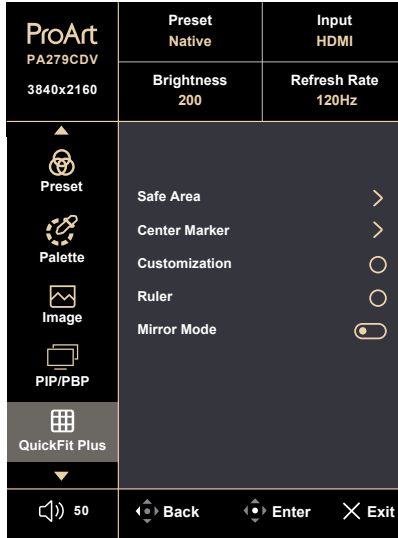 ProArt
PA279CDV
3840x2160
Preset
Native
Input
HDMI
Brightness
200
Refresh Rate
120Hz
Preset
Palette
Image
PIP/PBP
QuickFit Plus
Safe Area
Center Marker
Customization
Ruler
Mirror Mode
50
Back
Enter
Exit